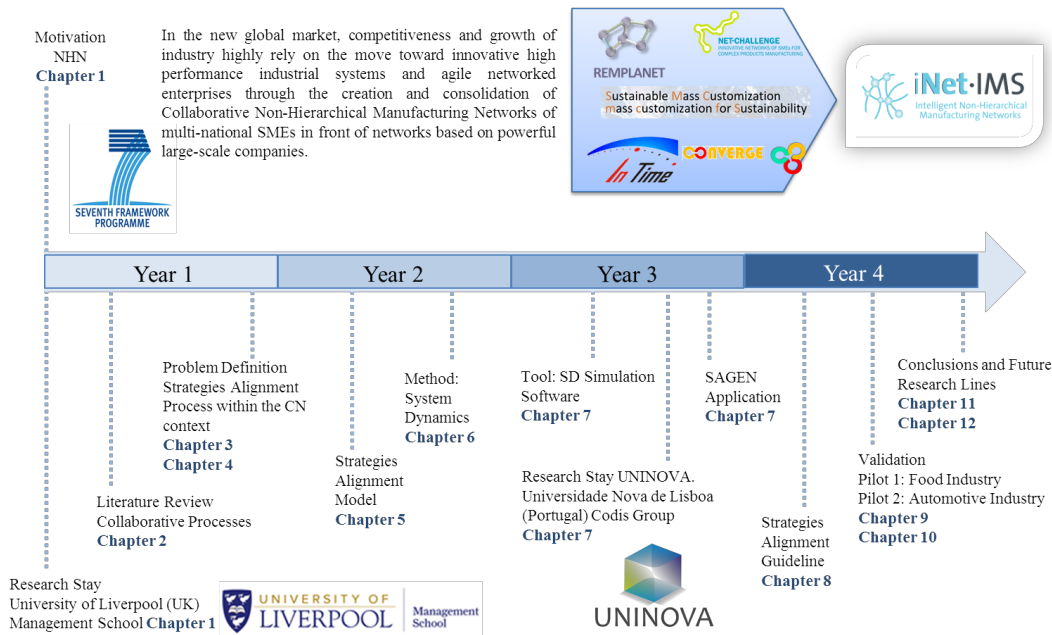 Motivation
NHN
Chapter 1
In the new global market, competitiveness and growth of
industry highly rely on the move toward innovative high
performance industrial systems and agile networked
enterprises through the creation and consolidation of
Collaborative Non-Hierarchical Manufacturing Networks of
multi-national SMEs in front of networks based on powerful
large-scale companies.
7
SEVENTH FRAMEWORK
PROGRAMME
NET-CHALLENGE
INNOVATIVE NETWORKS OF SMEs FOR
COMPLEX PRODUCTS MANUFACTURING
REMPLANET
Sustainable Mass Customization
mass customization for Sustainability
In Time
CONVERGE
iNet·IMS
Intelligent Non-Hierarchical
Manufacturing Networks
Year 1
Year 2
Year 3
Year 4
Problem Definition
Strategies Alignment
Process within the CN
context
Chapter 3
Chapter 4
Literature Review
Collaborative Processes
Chapter 2
Research Stay
University of Liverpool (UK)
Management School Chapter 1
UNIVERSITY OF
LIVERPOOL
Management
School
Method:
System
Dynamics
Chapter 6
Strategies
Alignment
Model
Chapter 5
Tool: SD Simulation
Software
Chapter 7
Research Stay UNINOVA.
Universidade Nova de Lisboa
(Portugal) Codis Group
Chapter 7
UNINOVA
SAGEN
Application
Chapter 7
Strategies
Alignment
Guideline
Chapter 8
Conclusions and Future
Research Lines
Chapter 11
Chapter 12
Validation
Pilot 1: Food Industry
Pilot 2: Automotive Industry
Chapter 9
Chapter 10